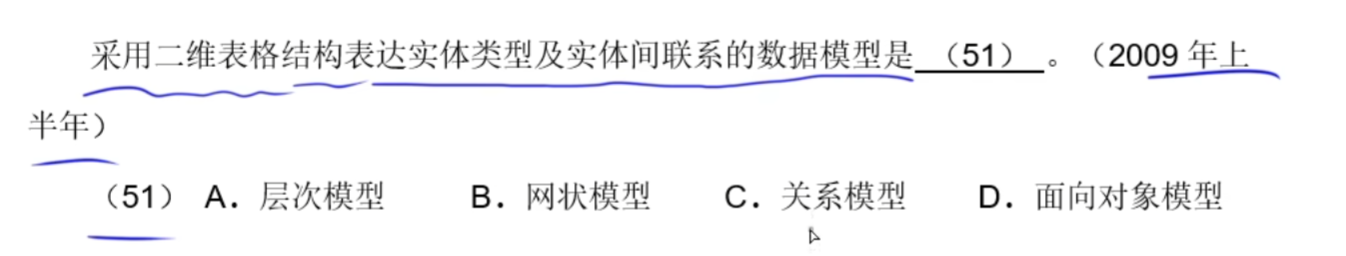 采用二维表格结构表达实体类型及实体间联系的数据模型是 （51） 。（2009 年上
半年）
（51） A．层次模型 B．网状模型 C．关系模型 D．面向对象模型